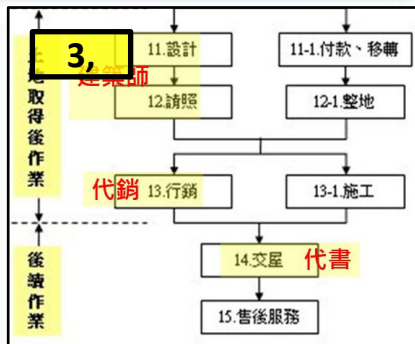 3,
土地取得後作業
11.設計
11-1.付款、移轉
建築師
12.請照
12-1.整地
代銷
13.行銷
13-1.施工
後續作業
14.交屋
代書
15.售後服務